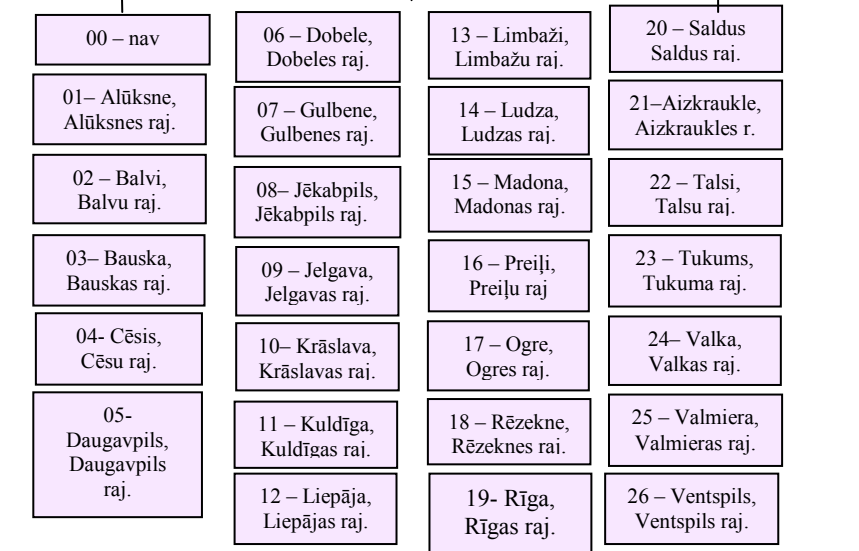 00 – nav
01– Alūksne,
Alūksnes raj.
02 – Balvi,
Balvu raj.
03– Bauska,
Bauskas raj.
04- Cēsis,
Cēsu raj.
05-
Daugavpils,
Daugavpils
raj.
06 – Dobele,
Dobeles raj.
07 – Gulbene,
Gulbenes raj.
08– Jēkabpils,
Jēkabpils raj.
09 – Jelgava,
Jelgavas raj.
10– Krāslava,
Krāslavas raj.
11 – Kuldīga,
Kuldīgas raj.
12 – Liepāja,
Liepājas raj.
13 – Limbaži,
Limbažu raj.
14 – Ludza,
Ludzas raj.
15 – Madona,
Madonas raj.
16 – Preiļi,
Preiļu raj
17 – Ogre,
Ogres raj.
18 – Rēzekne,
Rēzeknes raj.
19- Rīga,
Rīgas raj.
20 – Saldus
Saldus raj.
21–Aizkraukle,
Aizkraukles r.
22 – Talsi,
Talsu raj.
23 – Tukums,
Tukuma raj.
24– Valka,
Valkas raj.
25 – Valmiera,
Valmieras raj.
26 – Ventspils,
Ventspils raj.